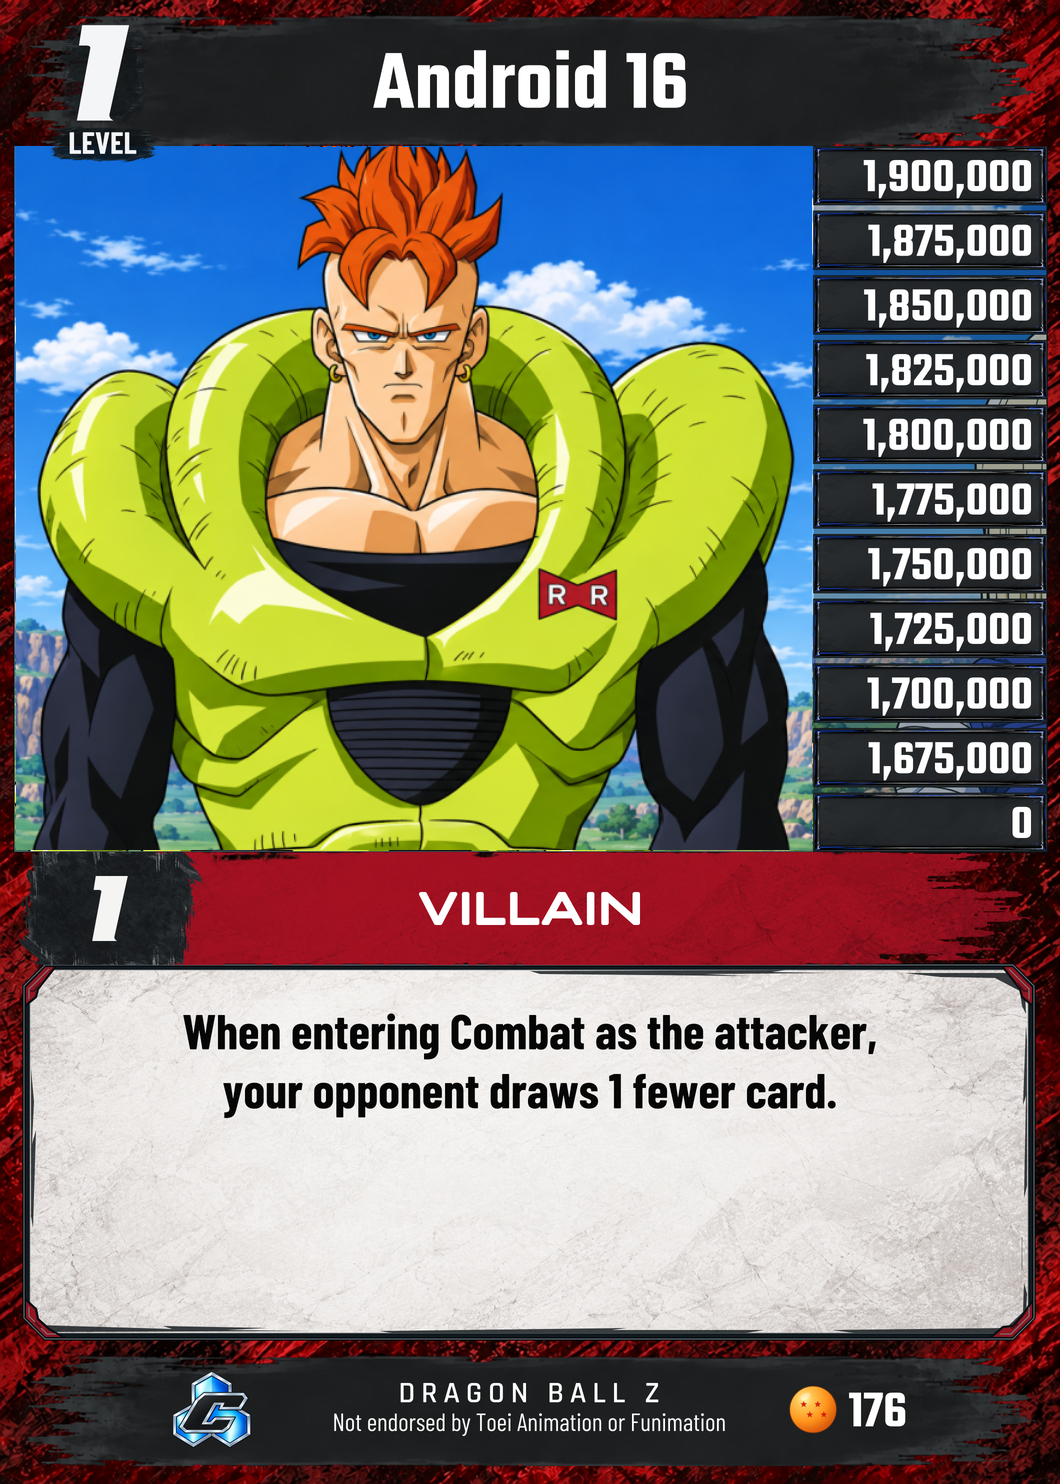 1
LEVEL
Android 16
1,900,000
1,875,000
1,850,000
1,825,000
1,800,000
1,775,000
1,750,000
1,725,000
1,700,000
1,675,000
0
R R
1
VILLAIN
When entering Combat as the attacker,
your opponent draws 1 fewer card.
G
DRAGON BALL Z
Not endorsed by Toei Animation or Funimation
176